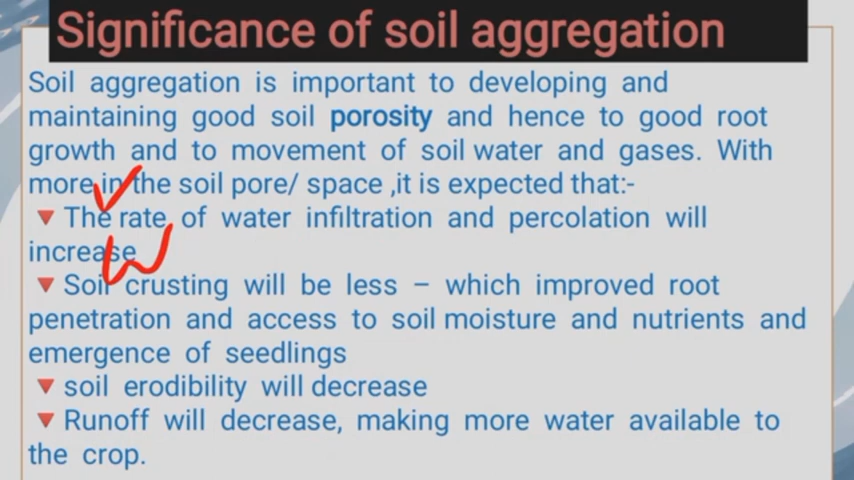 Significance of soil aggregation
Soil aggregation is important to developing and
maintaining good soil porosity and hence to good root
growth and to movement of soil water and gases. With
more in the soil pore/ space ,it is expected that:-
🔻The rate of water infiltration and percolation will
increase
🔻Soil crusting will be less – which improved root
penetration and access to soil moisture and nutrients and
emergence of seedlings
🔻soil erodibility will decrease
🔻Runoff will decrease, making more water available to
the crop.